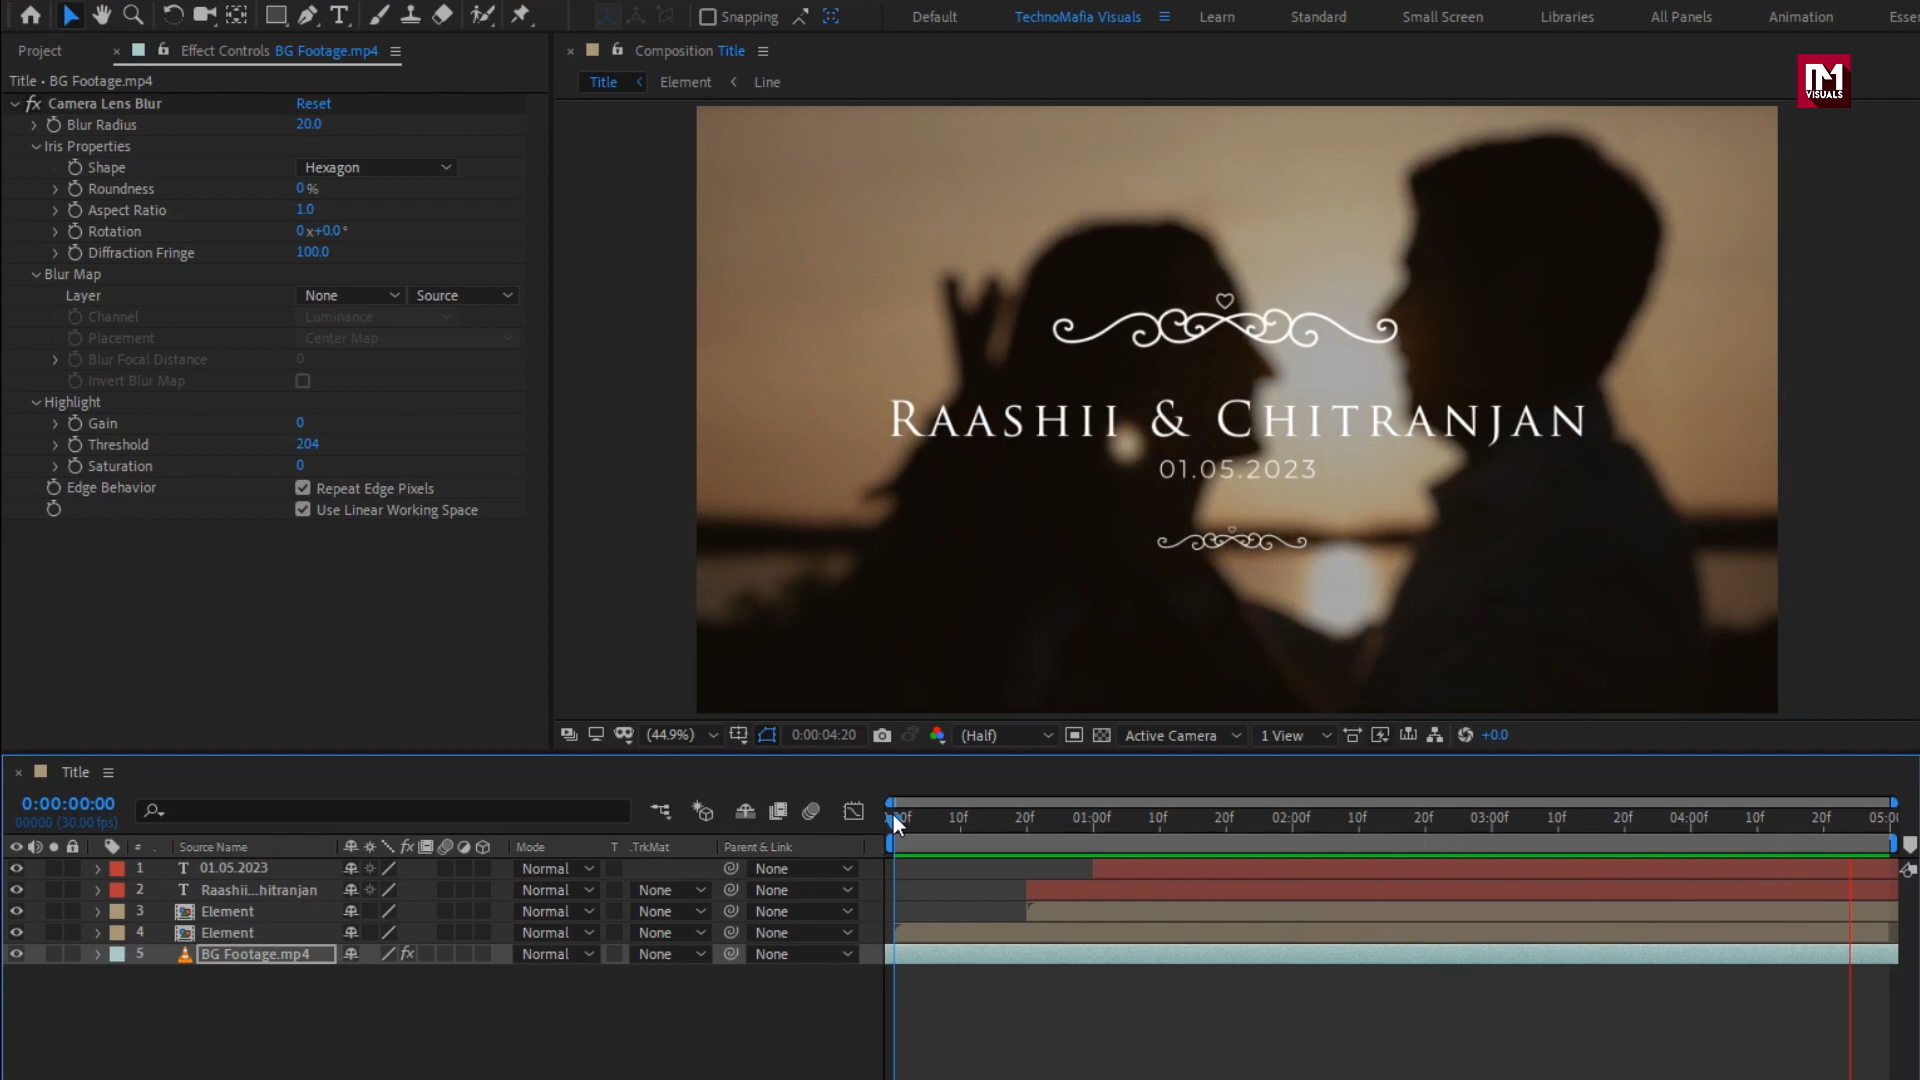 Snapping
Default
TechnoMafia Visuals
Learn
Standard
Small Screen
Libraries
All Panels
Animation
Esse
Project
Effect Controls BG Footage.mp4
Composition Title
Title • BG Footage.mp4
Title
Element
Line
M
VISUALS
fx Camera Lens Blur Reset
Blur Radius 20.0
Iris Properties
Shape Hexagon
Roundness 0 %
Aspect Ratio 1.0
Rotation 0 x+0.0 °
Diffraction Fringe 100.0
Blur Map
Layer None Source
Channel Luminance
Placement Center Map
Blur Focal Distance 0
Invert Blur Map
Highlight
Gain 0
Threshold 204
Saturation 0
Edge Behavior Repeat Edge Pixels
Use Linear Working Space
RAASHII & CHITRANJAN
01.05.2023
(44.9%)
0:00:04:20
(Half)
Active Camera
1 View
+0.0
Title
0:00:00:00
00000 (30.00 fps)
10f 20f 01:00f 10f 20f 02:00f 10f 20f 03:00f 10f 20f 04:00f 10f 20f 05:0
# Source Name fx Mode T .TrkMat Parent & Link
1 T 01.05.2023 Normal None
2 T Raashii...hitranjan Normal None None
3 Element Normal None None
4 Element Normal None None
5 BG Footage.mp4 fx Normal None None